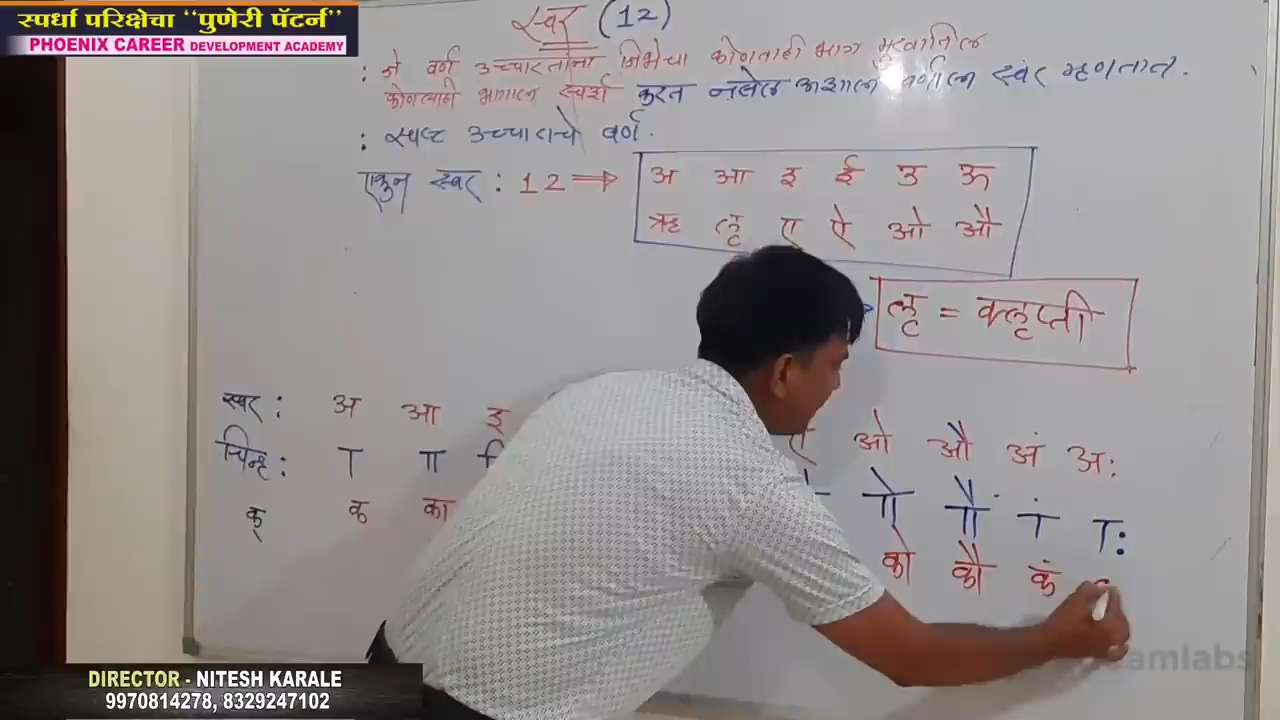 स्पर्धा परिक्षेचा “पुणेरी पॅटर्न”
PHOENIX CAREER DEVELOPMENT ACADEMY
स्वर (12)
: जे वर्ण उच्चारतांना जिभेचा कोणताही भाग मुखातिल
कोणत्याही भागाला स्पर्श करत नसेल अशाला वर्णाला स्वर म्हणतात.
: स्पष्ट उच्चाराचे वर्ण.
एकुन स्वर : 12 ⇒ अ आ इ ई उ ऊ
ऋ लृ ए ऐ ओ औ
लृ = क्लृप्ती
स्वर : अ आ इ ओ औ अं अ:
चिन्ह : ा ि ो ौ ं :
क् क का को कौ कं
DIRECTOR - NITESH KARALE
9970814278, 8329247102